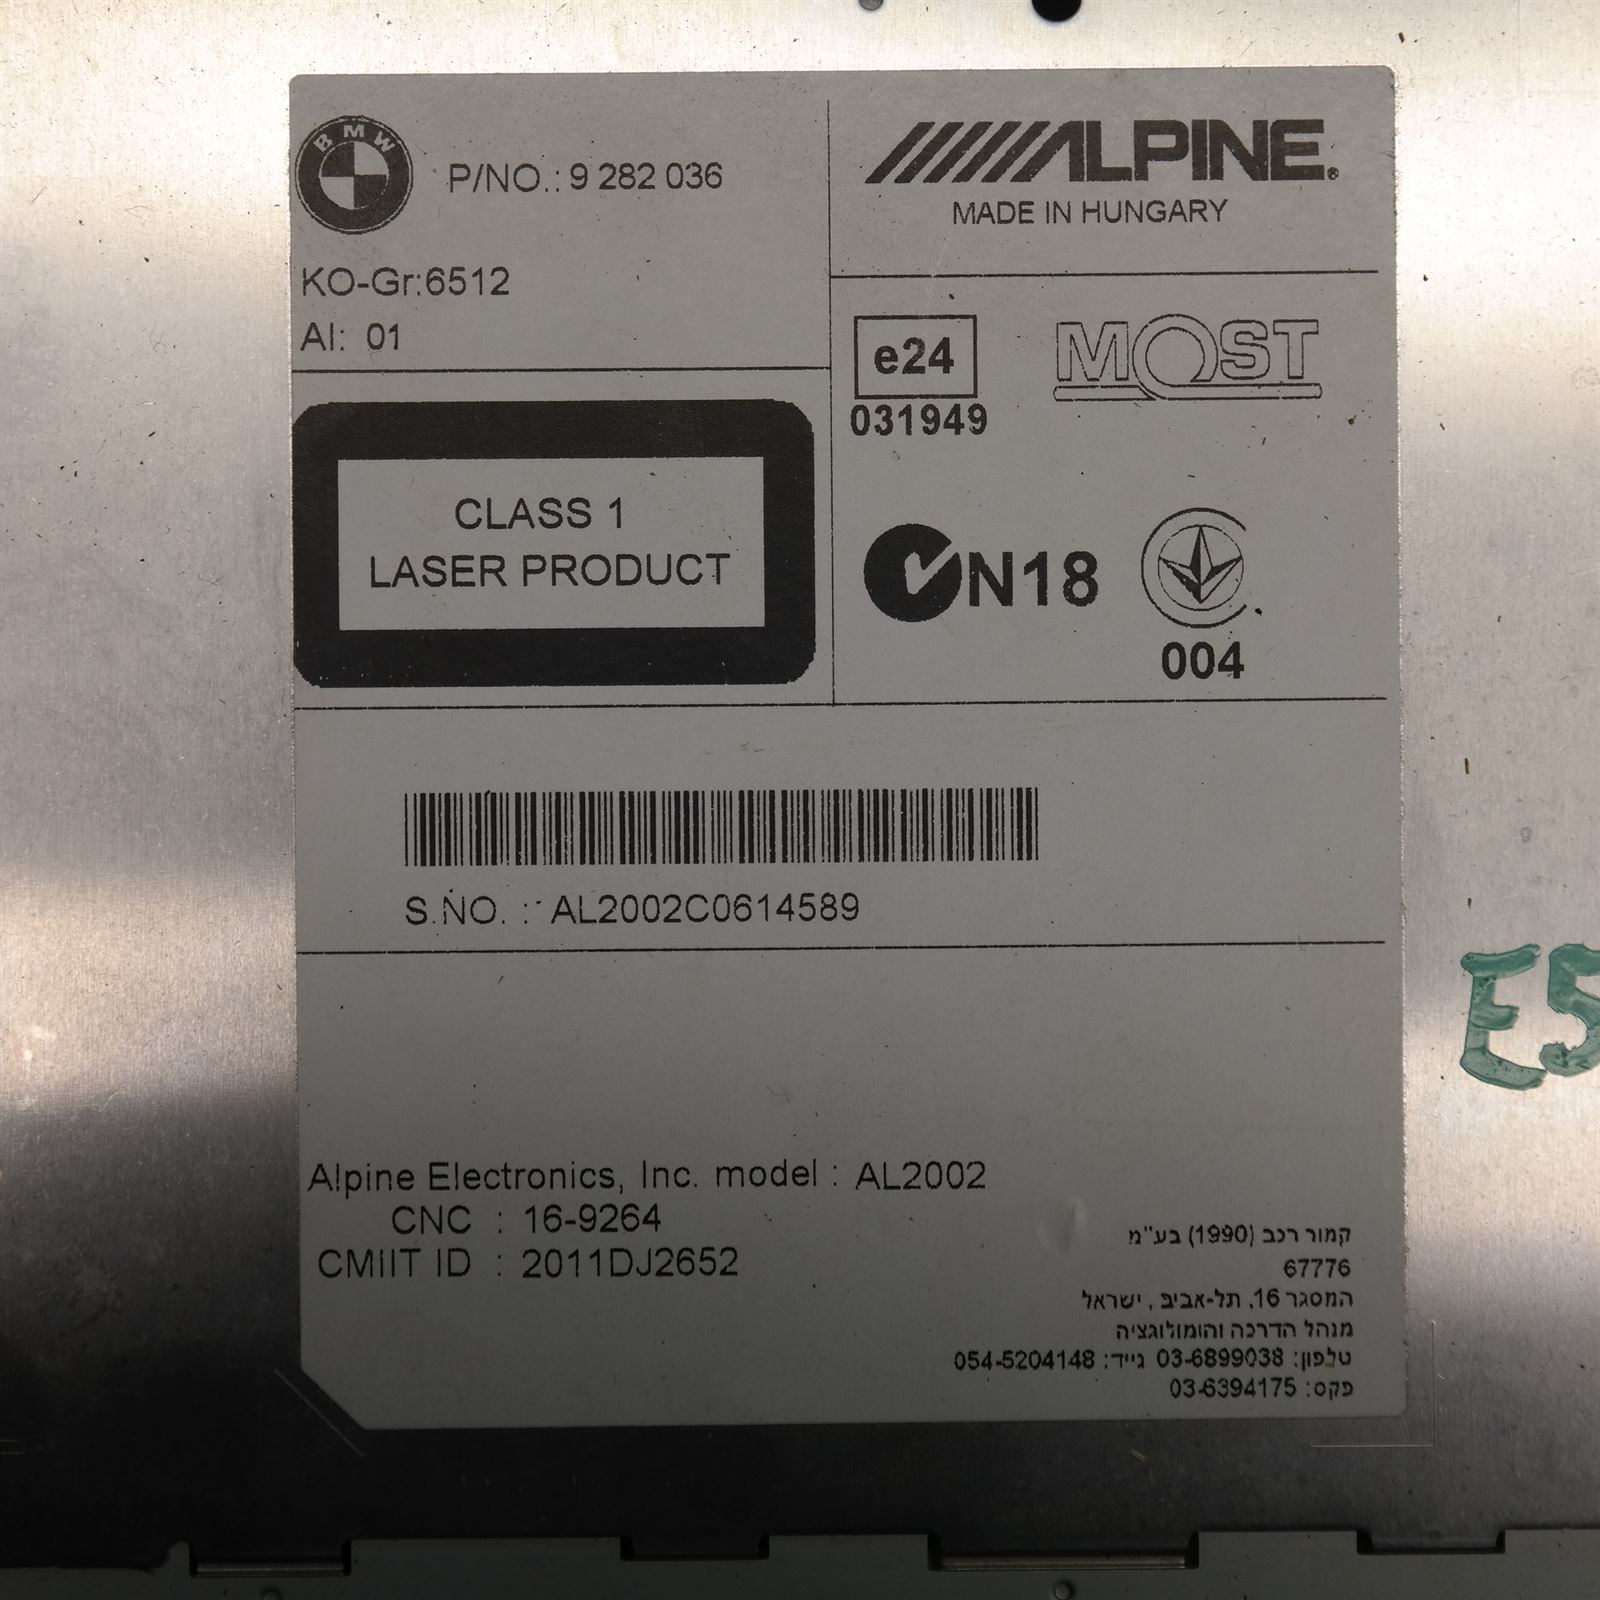 BMW
P/NO.: 9 282 036
KO-Gr:6512
AI: 01
ALPINE®
MADE IN HUNGARY
e24
031949
MOST
CLASS 1
LASER PRODUCT
N18
004
S.NO. : AL2002C0614589
E5
Alpine Electronics, Inc. model : AL2002
CNC : 16-9264
CMIIT ID : 2011DJ2652
קמור רכב (1990) בע"מ
67776
המסגר 16, תל-אביב, ישראל
מנהל הדרכה והומולוגציה
טלפון: 03-6899038 נייד: 054-5204148
פקס: 03-6394175